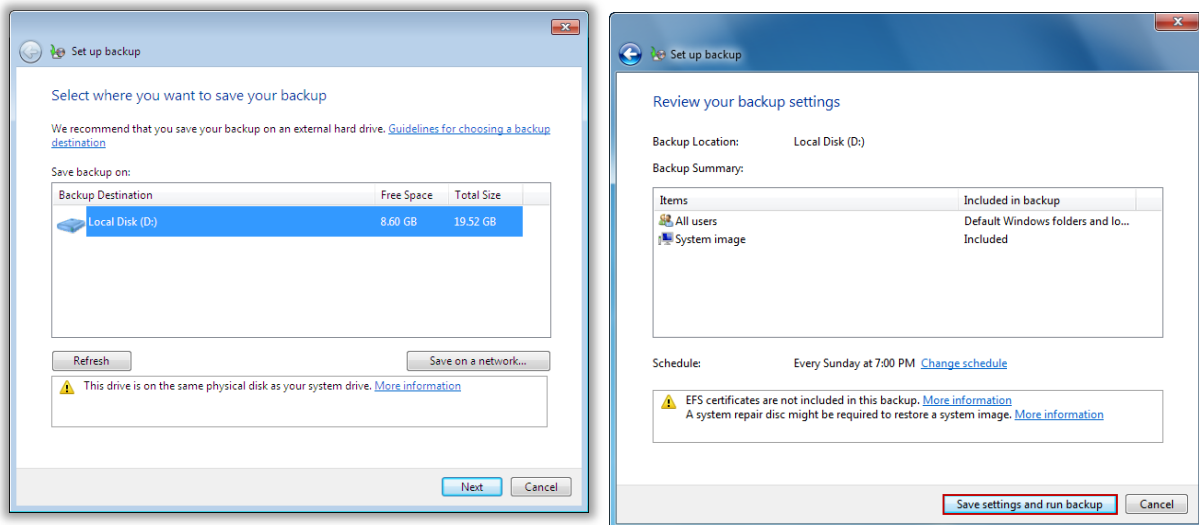 Set up backup
Select where you want to save your backup
We recommend that you save your backup on an external hard drive. Guidelines for choosing a backup
destination
Save backup on:
Backup Destination Free Space Total Size
Local Disk (D:) 8.60 GB 19.52 GB
Refresh Save on a network...
This drive is on the same physical disk as your system drive. More information
Next Cancel
Set up backup
Review your backup settings
Backup Location: Local Disk (D:)
Backup Summary:
Items Included in backup
All users Default Windows folders and lo...
System image Included
Schedule: Every Sunday at 7:00 PM Change schedule
EFS certificates are not included in this backup. More information
A system repair disc might be required to restore a system image. More information
Save settings and run backup Cancel